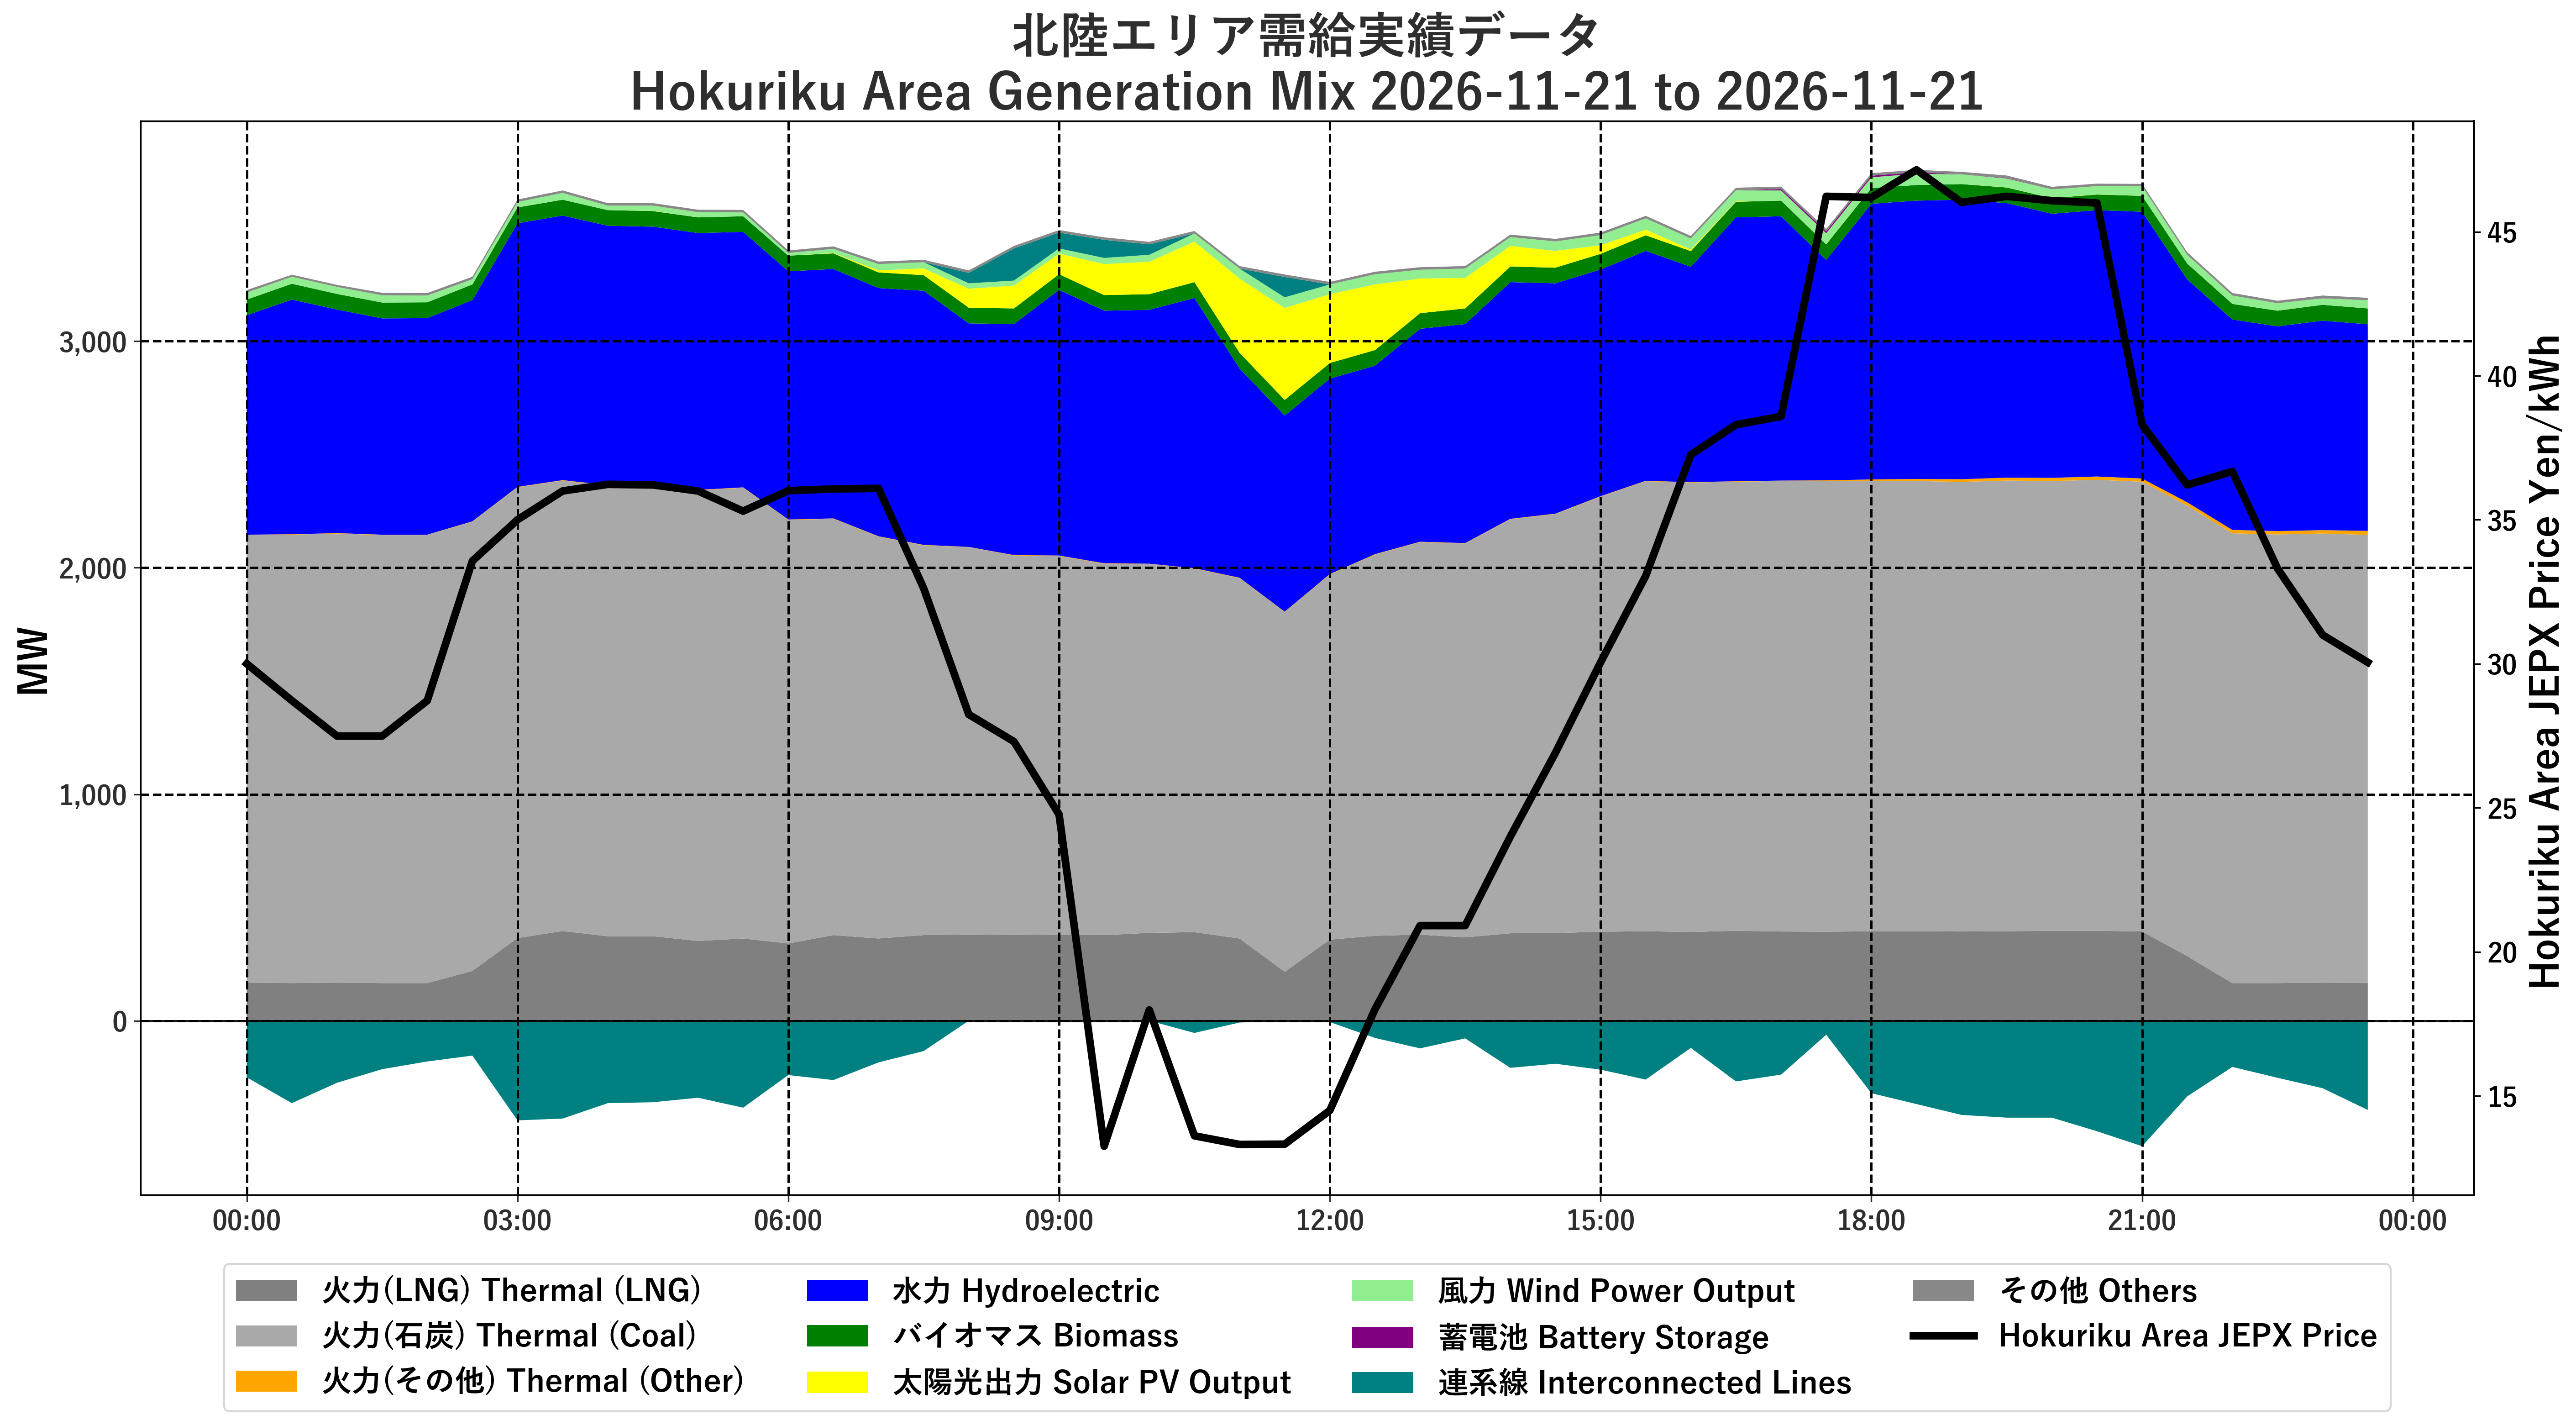 北陸エリア需給実績データ
Hokuriku Area Generation Mix 2026-11-21 to 2026-11-21
MW
3,000
2,000
1,000
0
45
40
35
30
25
20
15
Hokuriku Area JEPX Price Yen/kWh
00:00 03:00 06:00 09:00 12:00 15:00 18:00 21:00 00:00
火力(LNG) Thermal (LNG)
火力(石炭) Thermal (Coal)
火力(その他) Thermal (Other)
水力 Hydroelectric
バイオマス Biomass
太陽光出力 Solar PV Output
風力 Wind Power Output
蓄電池 Battery Storage
連系線 Interconnected Lines
その他 Others
Hokuriku Area JEPX Price